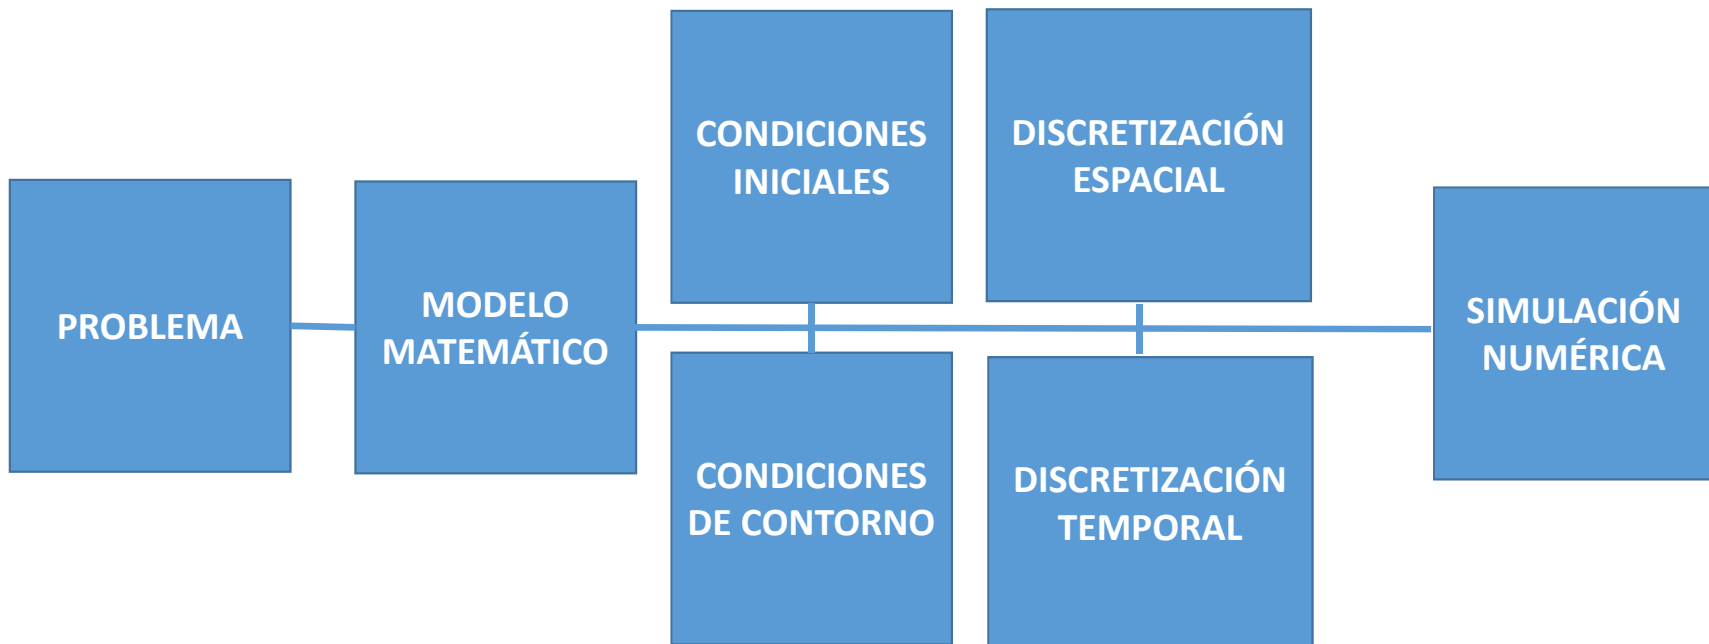 PROBLEMA
MODELO
MATEMÁTICO
CONDICIONES
INICIALES
CONDICIONES
DE CONTORNO
DISCRETIZACIÓN
ESPACIAL
DISCRETIZACIÓN
TEMPORAL
SIMULACIÓN
NUMÉRICA